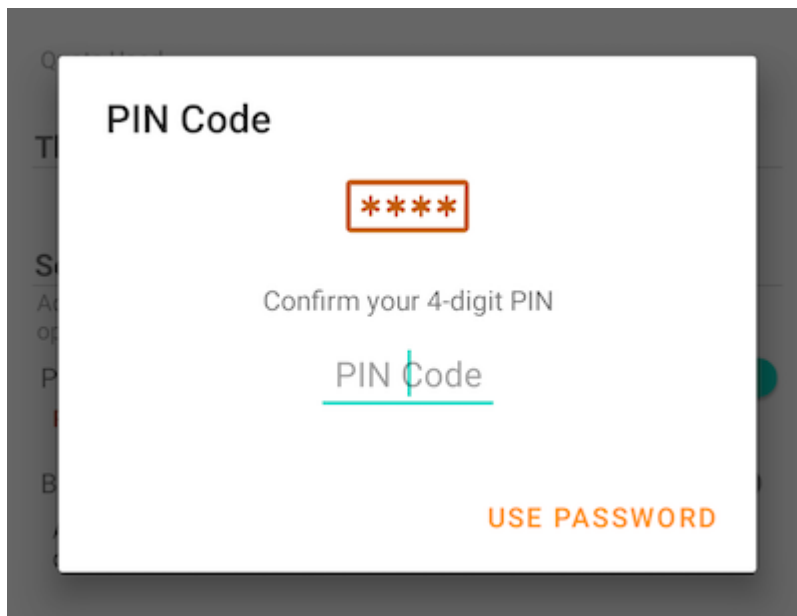 PIN Code
****
Confirm your 4-digit PIN
PIN Code
USE PASSWORD